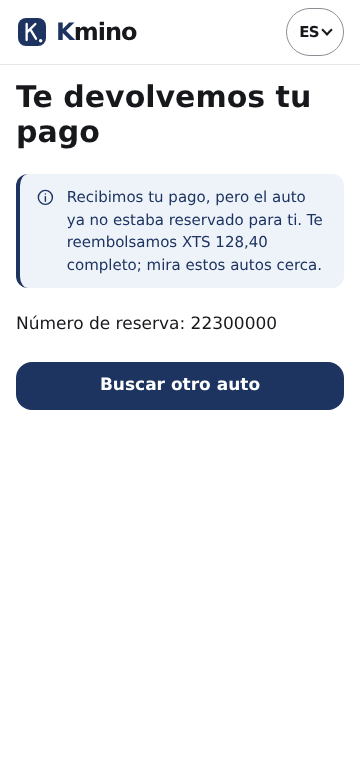 Kmino
ES
Te devolvemos tu
pago
Recibimos tu pago, pero el auto
ya no estaba reservado para ti. Te
reembolsamos XTS 128,40
completo; mira estos autos cerca.
Número de reserva: 22300000
Buscar otro auto